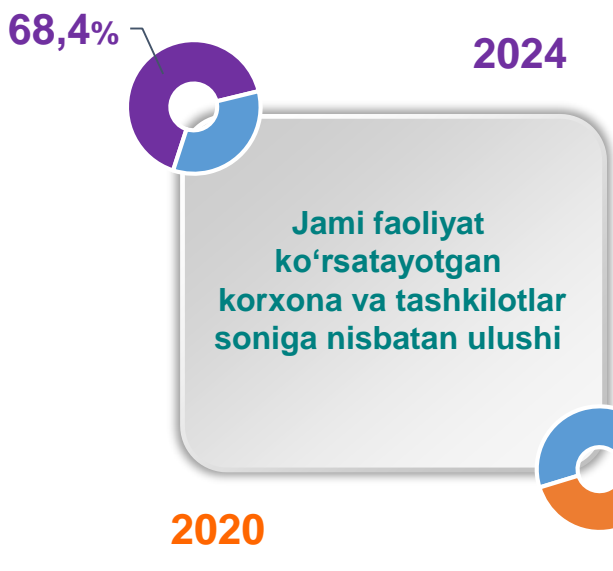 68,4%
2024
Jami faoliyat
ko‘rsatayotgan
korxona va tashkilotlar
soniga nisbatan ulushi
2020